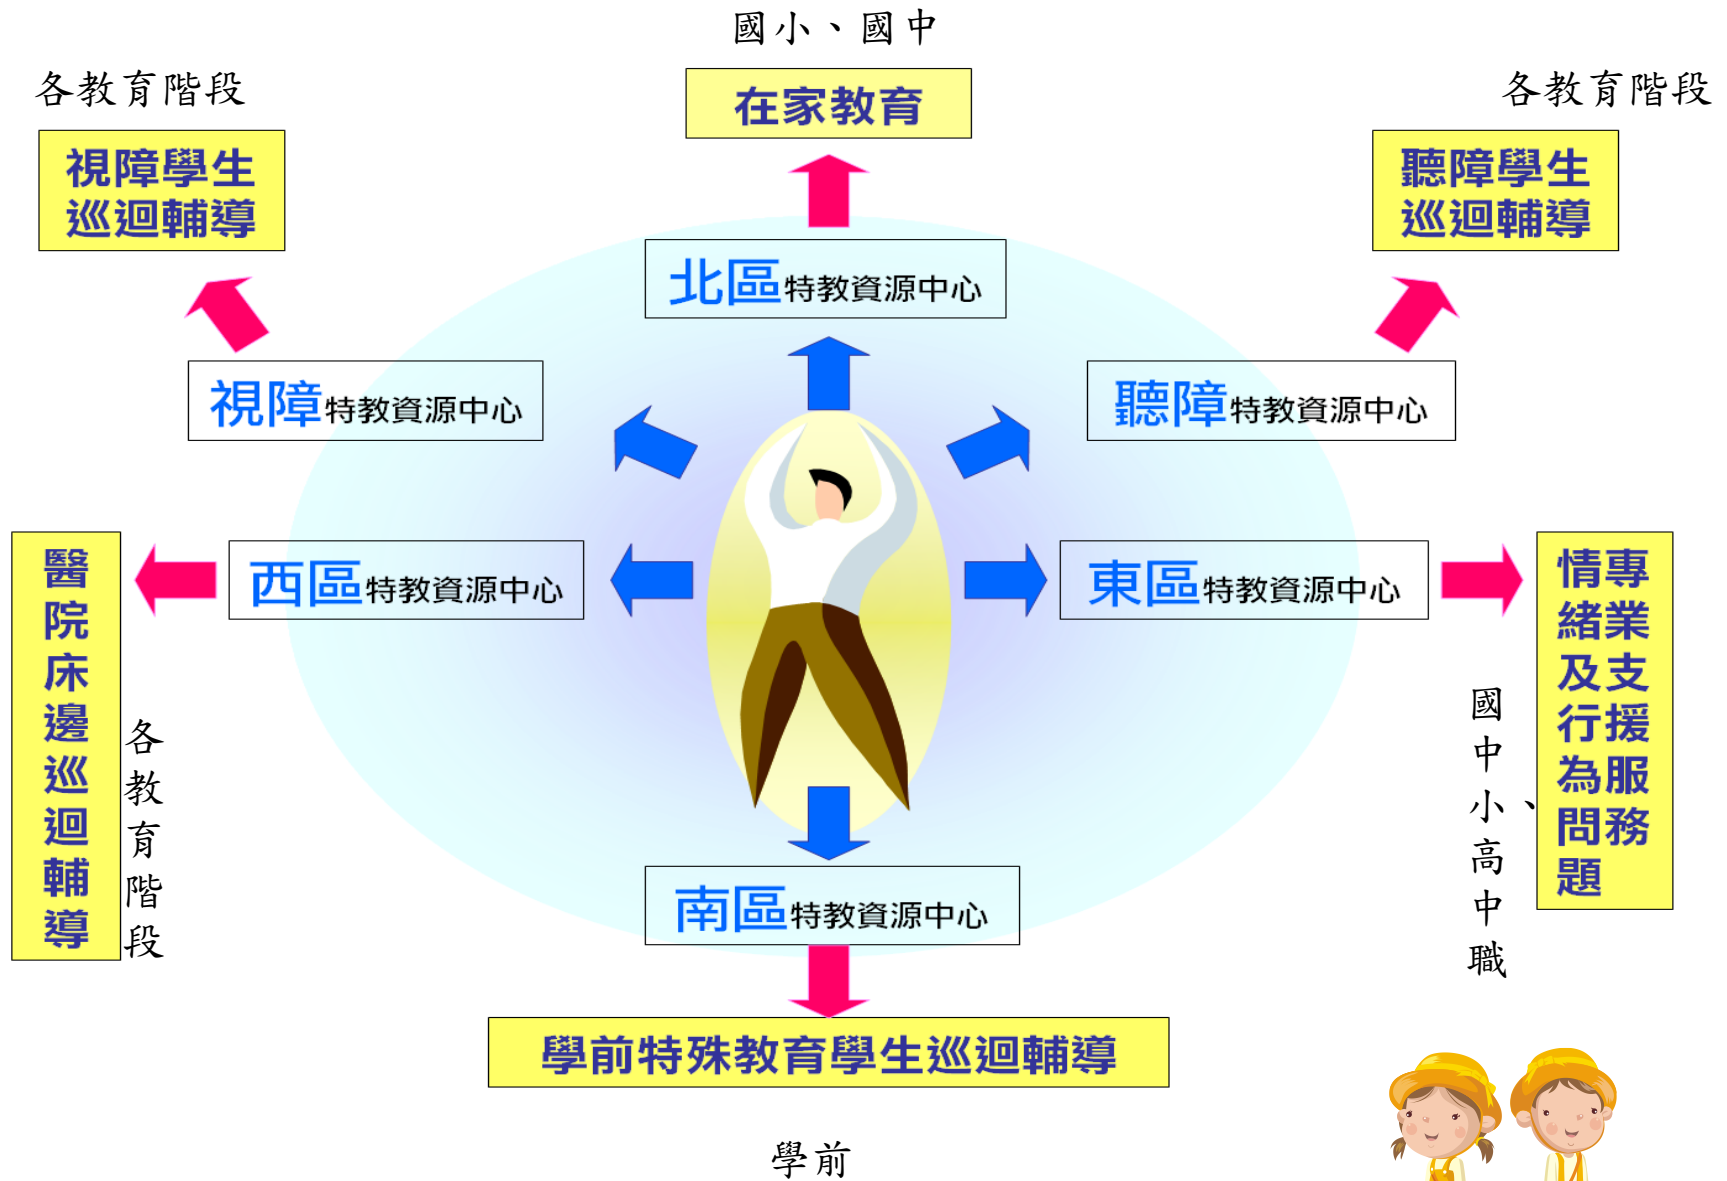 國小、國中
各教育階段
在家教育
各教育階段
視障學生
巡迴輔導
聽障學生
巡迴輔導
北區特教資源中心
視障特教資源中心
聽障特教資源中心
西區特教資源中心
東區特教資源中心
醫院床邊巡迴輔導
各教育階段
專業支援服務
情緒及行為問題
國中小、高中職
南區特教資源中心
學前特殊教育學生巡迴輔導
學前